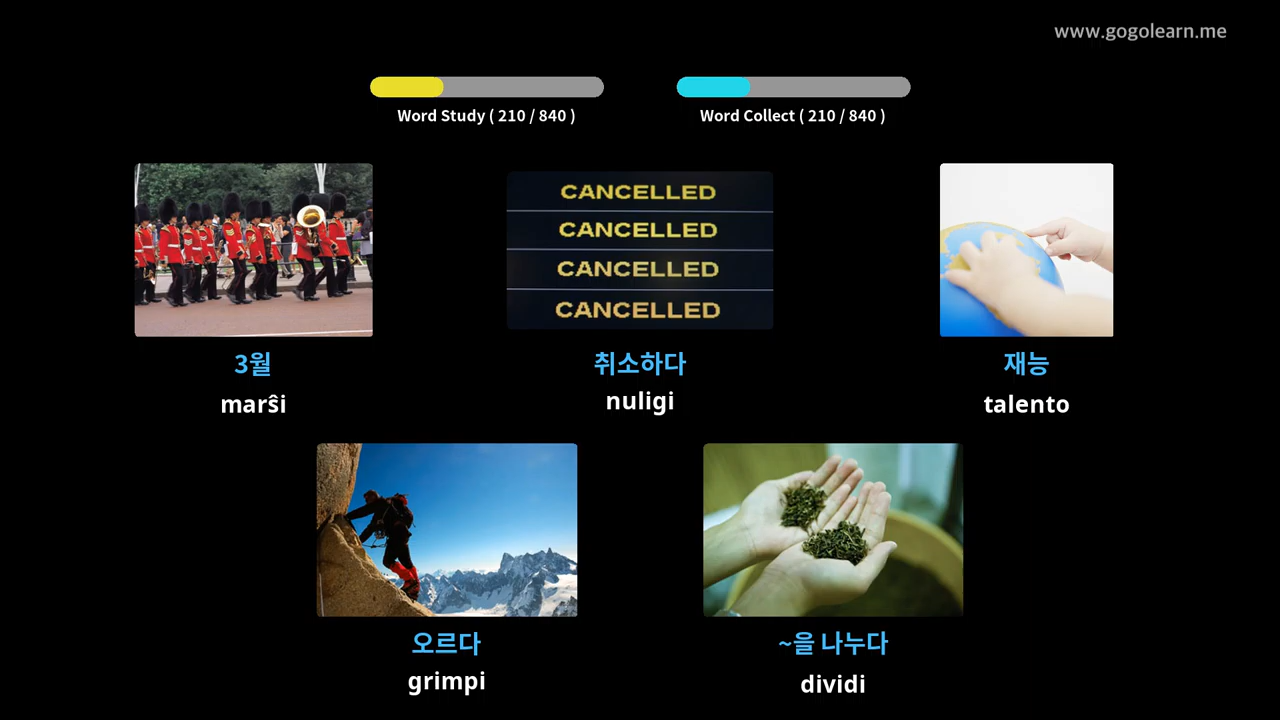 www.gogolearn.me
Word Study ( 210 / 840 )
Word Collect ( 210 / 840 )
CANCELLED
CANCELLED
CANCELLED
CANCELLED
3월
marŝi
취소하다
nuligi
재능
talento
오르다
grimpi
~을 나누다
dividi